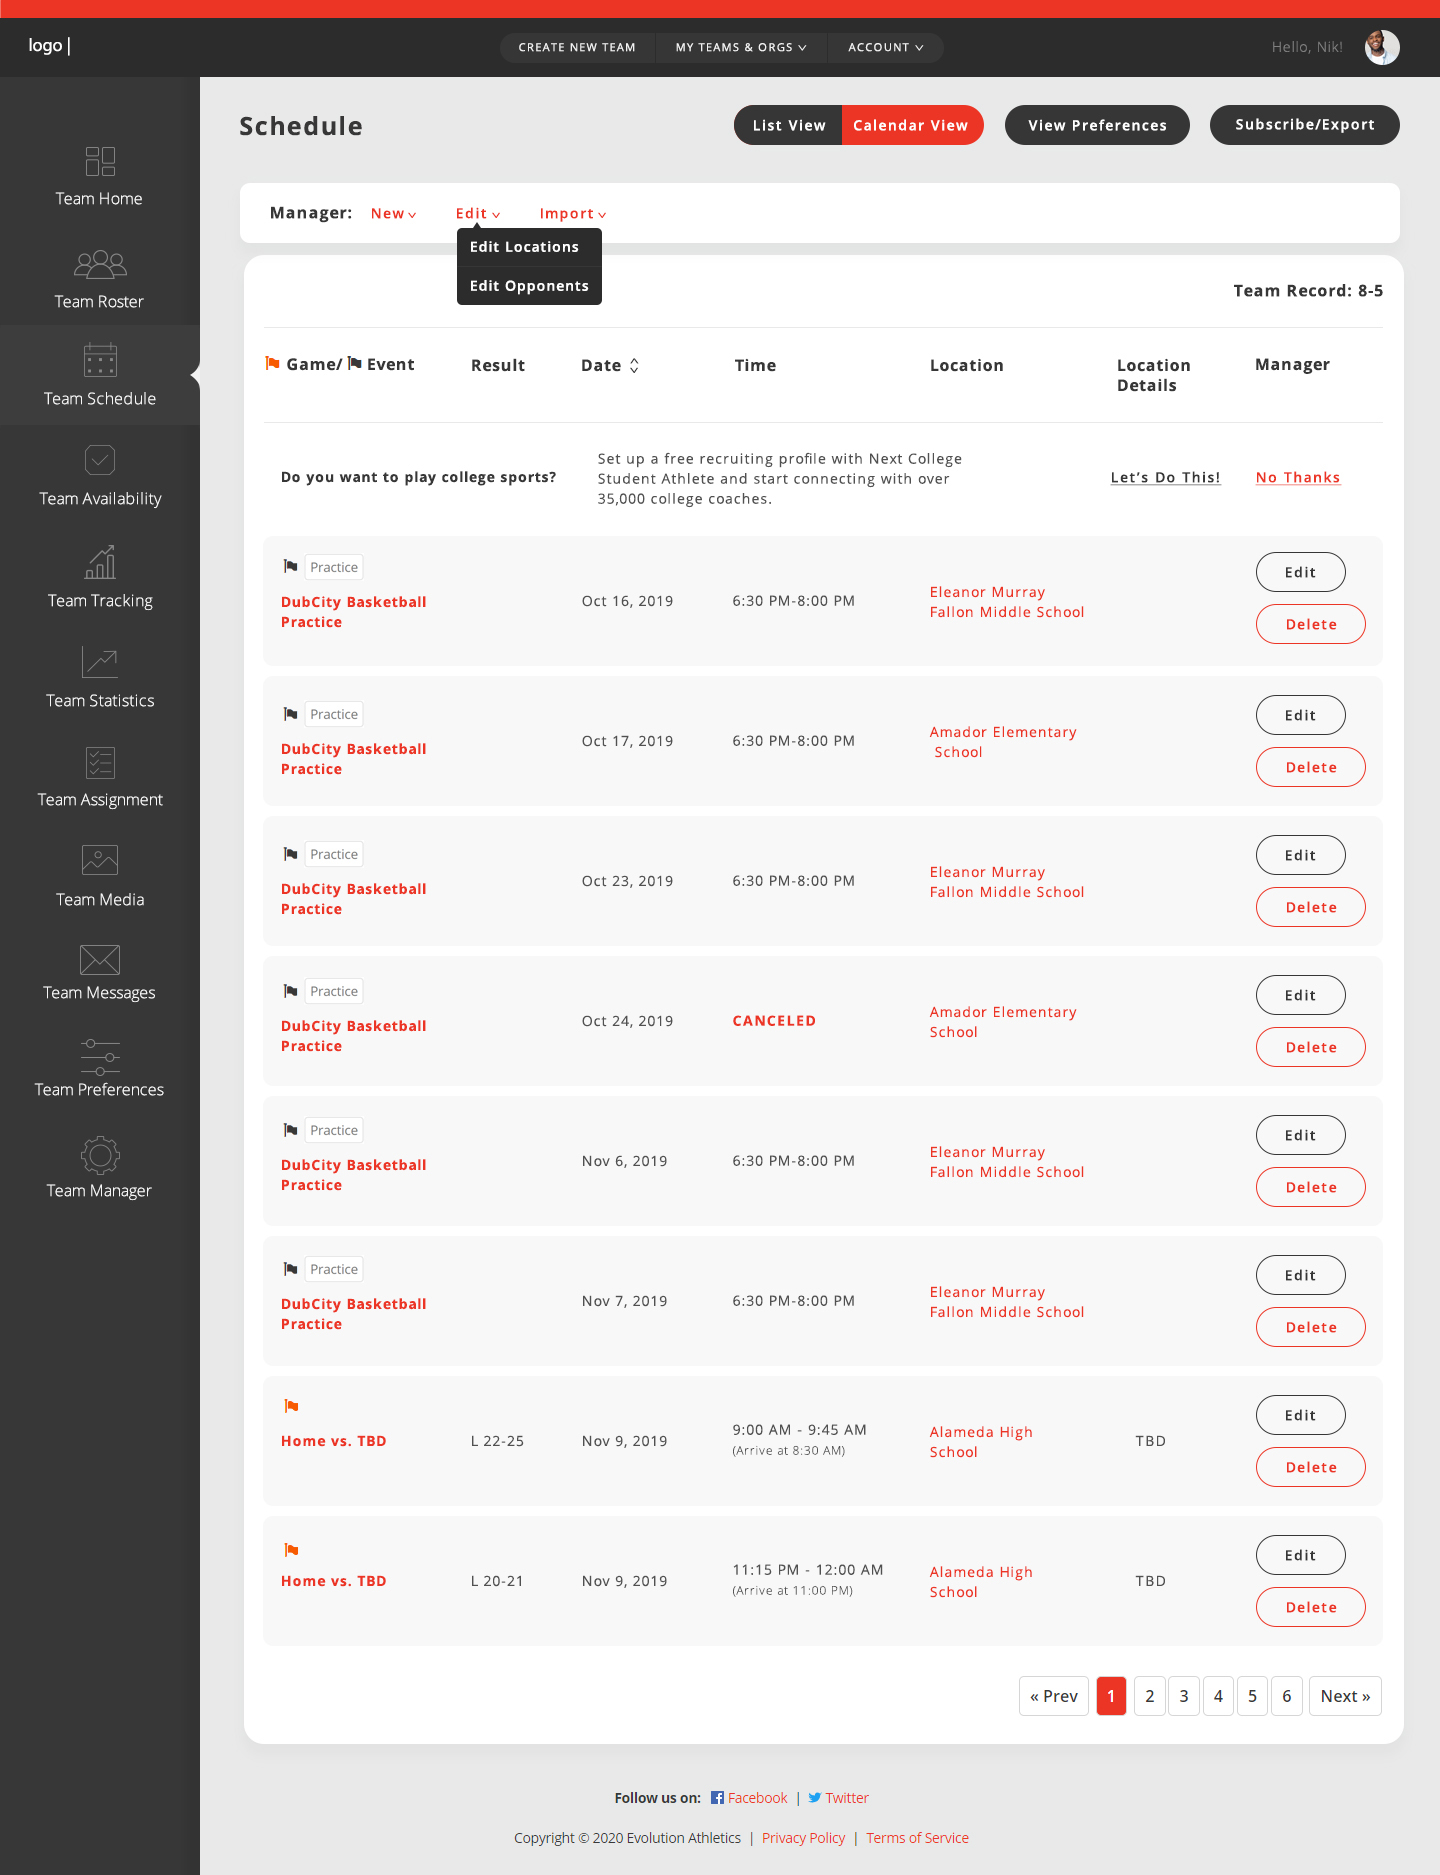 logo |
CREATE NEW TEAM
MY TEAMS & ORGS
ACCOUNT
Hello, Nik!
Team Home
Team Roster
Team Schedule
Team Availability
Team Tracking
Team Statistics
Team Assignment
Team Media
Team Messages
Team Preferences
Team Manager
Schedule
List View
Calendar View
View Preferences
Subscribe/Export
Manager: New Edit Import
Edit Locations
Edit Opponents
Team Record: 8-5
Game/ Event
Result
Date
Time
Location
Location
Details
Manager
Do you want to play college sports?
Set up a free recruiting profile with Next College
Student Athlete and start connecting with over
35,000 college coaches.
Let's Do This!
No Thanks
Practice
DubCity Basketball
Practice
Oct 16, 2019
6:30 PM-8:00 PM
Eleanor Murray
Fallon Middle School
Edit
Delete
Practice
DubCity Basketball
Practice
Oct 17, 2019
6:30 PM-8:00 PM
Amador Elementary
School
Edit
Delete
Practice
DubCity Basketball
Practice
Oct 23, 2019
6:30 PM-8:00 PM
Eleanor Murray
Fallon Middle School
Edit
Delete
Practice
DubCity Basketball
Practice
Oct 24, 2019
CANCELED
Amador Elementary
School
Edit
Delete
Practice
DubCity Basketball
Practice
Nov 6, 2019
6:30 PM-8:00 PM
Eleanor Murray
Fallon Middle School
Edit
Delete
Practice
DubCity Basketball
Practice
Nov 7, 2019
6:30 PM-8:00 PM
Eleanor Murray
Fallon Middle School
Edit
Delete
Home vs. TBD
L 22-25
Nov 9, 2019
9:00 AM - 9:45 AM
(Arrive at 8:30 AM)
Alameda High
School
TBD
Edit
Delete
Home vs. TBD
L 20-21
Nov 9, 2019
11:15 PM - 12:00 AM
(Arrive at 11:00 PM)
Alameda High
School
TBD
Edit
Delete
« Prev 1 2 3 4 5 6 Next »
Follow us on: Facebook | Twitter
Copyright © 2020 Evolution Athletics | Privacy Policy | Terms of Service